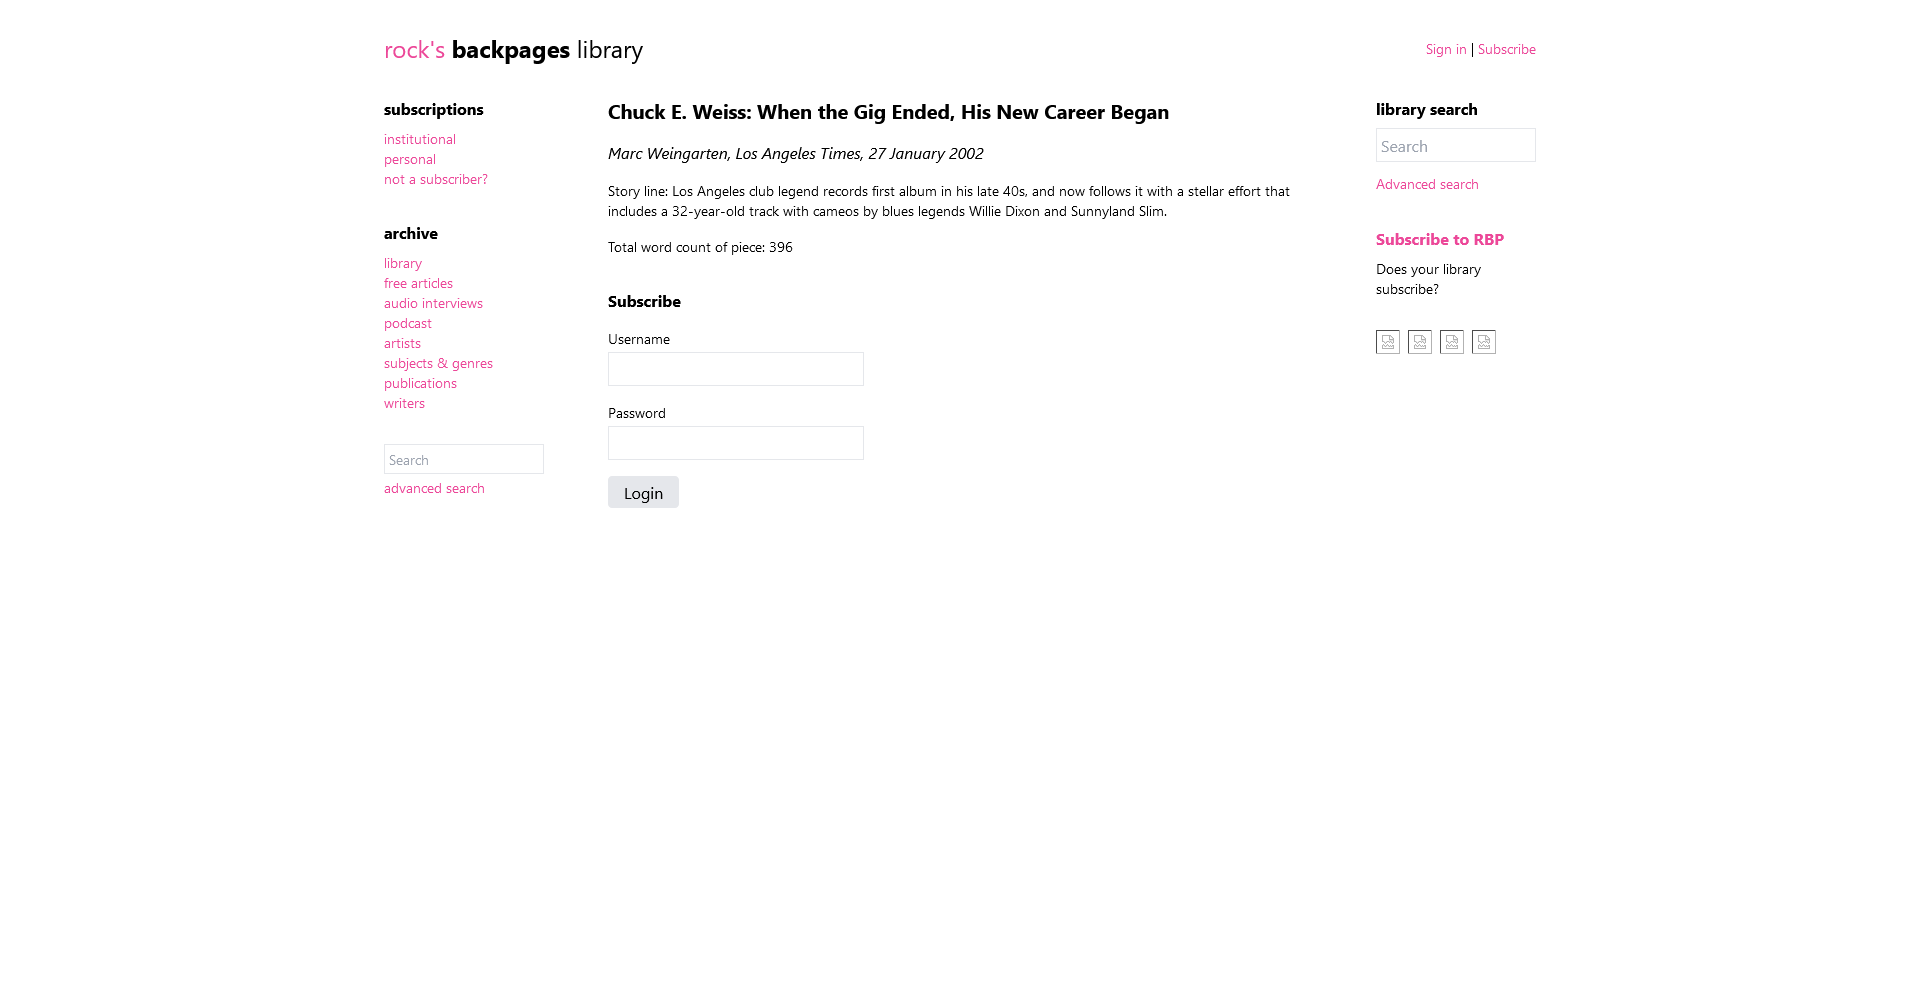 rock's backpages library
Sign in | Subscribe
subscriptions
institutional
personal
not a subscriber?
archive
library
free articles
audio interviews
podcast
artists
subjects & genres
publications
writers
Search
advanced search
Chuck E. Weiss: When the Gig Ended, His New Career Began
Marc Weingarten, Los Angeles Times, 27 January 2002
Story line: Los Angeles club legend records first album in his late 40s, and now follows it with a stellar effort that
includes a 32-year-old track with cameos by blues legends Willie Dixon and Sunnyland Slim.
Total word count of piece: 396
Subscribe
Username
Password
Login
library search
Search
Advanced search
Subscribe to RBP
Does your library
subscribe?